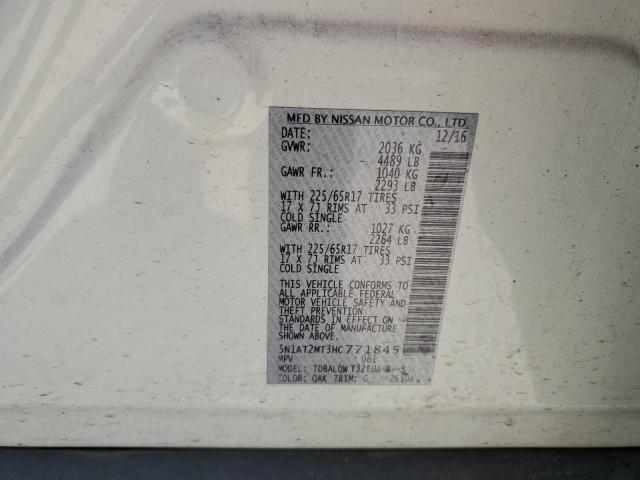 MFD BY NISSAN MOTOR CO., LTD.
DATE: 12/16
GVWR: 2036 KG
4489 LB
GAWR FR.: 1040 KG
2293 LB
WITH 225/65R17 TIRES
17 X 7J RIMS AT 33 PSI
COLD SINGLE
GAWR RR.: 1027 KG
2264 LB
WITH 225/65R17 TIRES
17 X 7J RIMS AT 33 PSI
COLD SINGLE
THIS VEHICLE CONFORMS TO
ALL APPLICABLE FEDERAL
MOTOR VEHICLE SAFETY AND
THEFT PREVENTION
STANDARDS IN EFFECT ON
THE DATE OF MANUFACTURE
SHOWN ABOVE.
5N1AT2MT3HC771845
MPV 061
MODEL:
COLOR: QAK TRIM: G